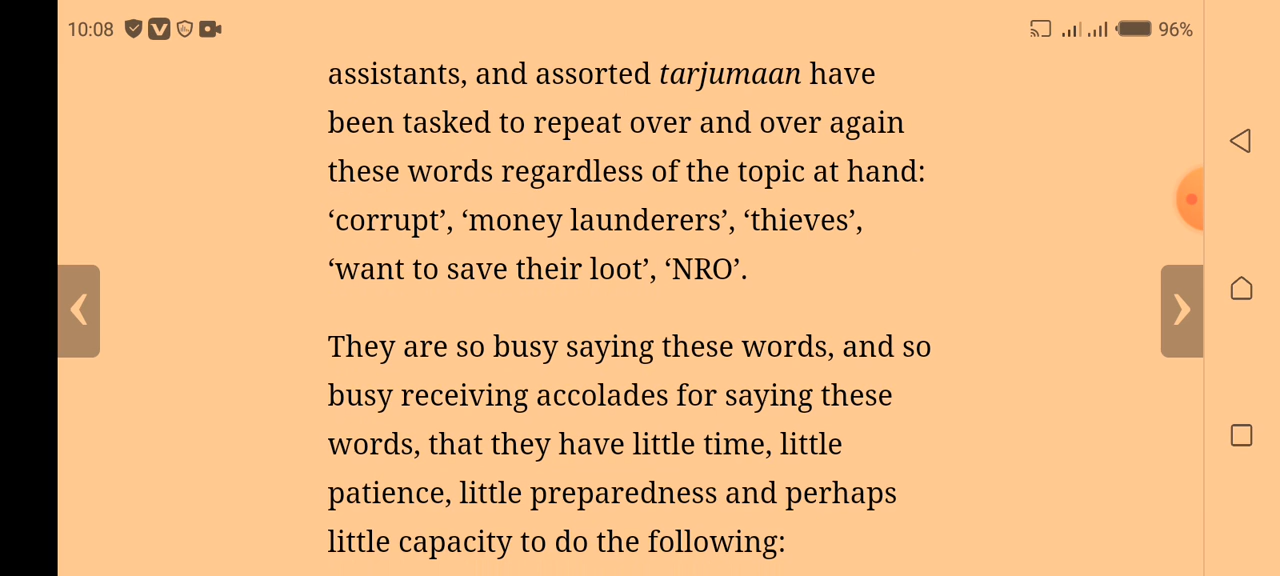 10:08
96%
assistants, and assorted tarjumaan have
been tasked to repeat over and over again
these words regardless of the topic at hand:
‘corrupt’, ‘money launderers’, ‘thieves’,
‘want to save their loot’, ‘NRO’.
They are so busy saying these words, and so
busy receiving accolades for saying these
words, that they have little time, little
patience, little preparedness and perhaps
little capacity to do the following: